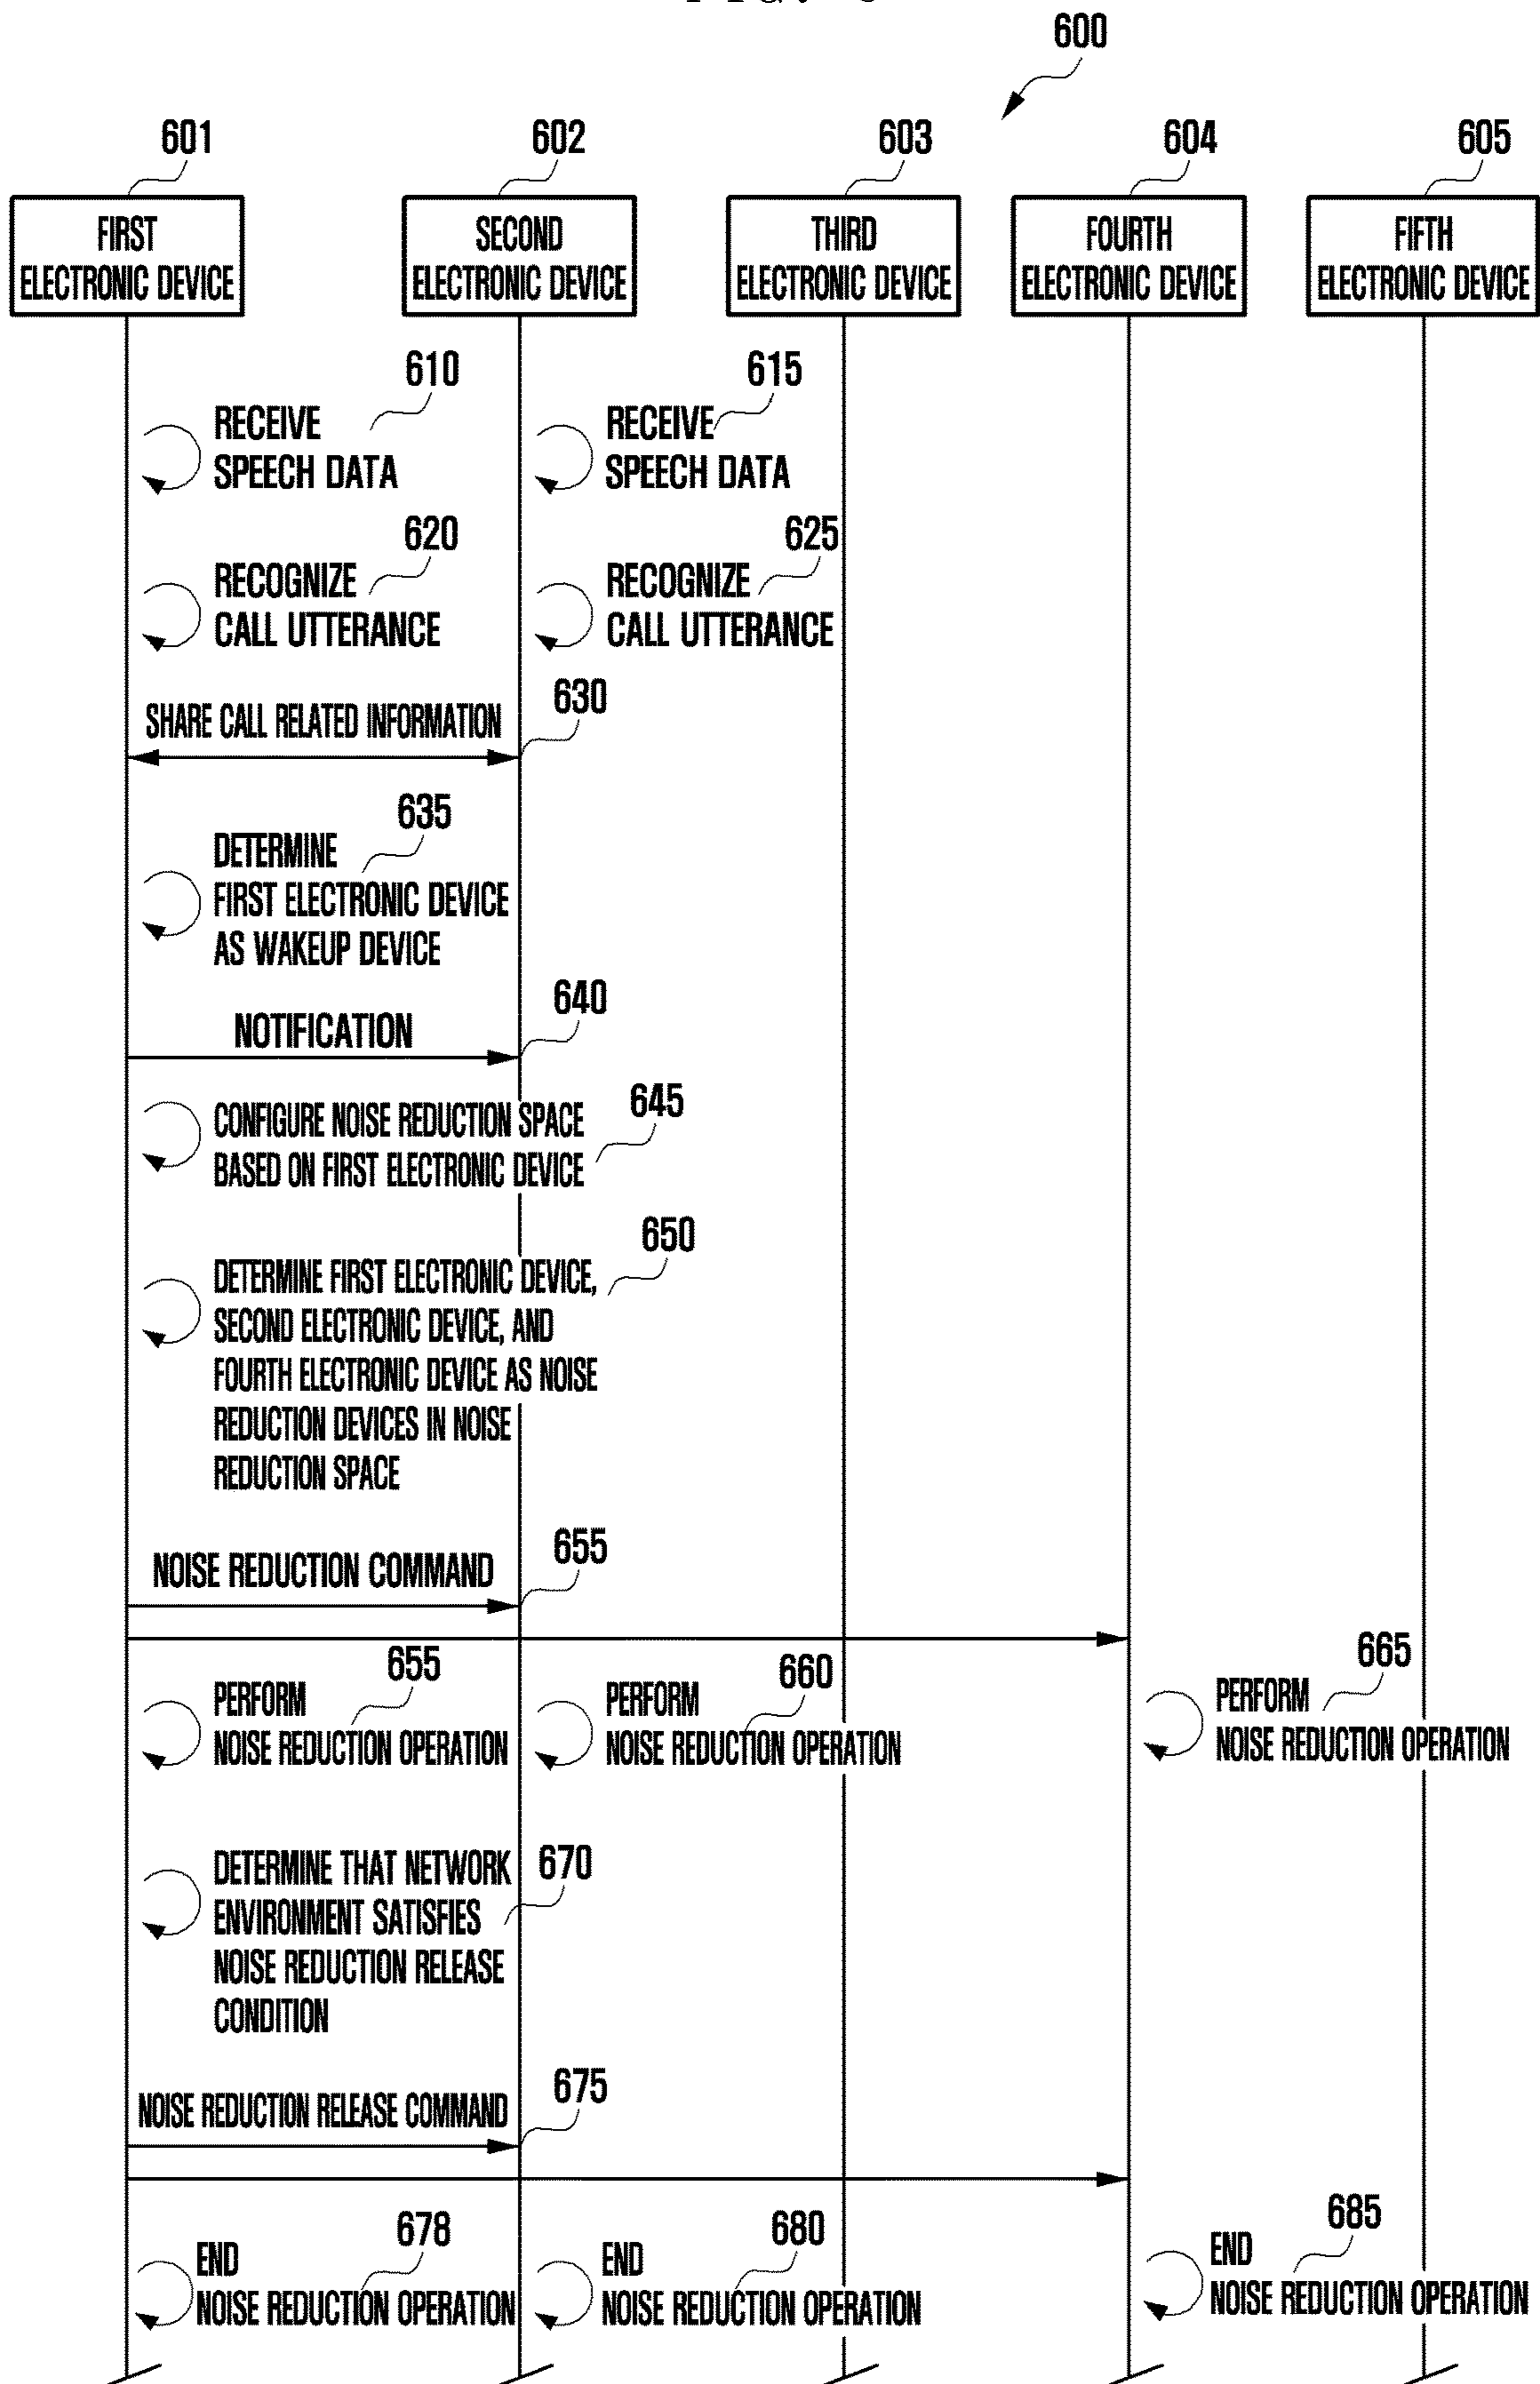 600
601
602
603
604
605
FIRST
ELECTRONIC DEVICE
SECOND
ELECTRONIC DEVICE
THIRD
ELECTRONIC DEVICE
FOURTH
ELECTRONIC DEVICE
FIFTH
ELECTRONIC DEVICE
610
RECEIVE
SPEECH DATA
615
RECEIVE
SPEECH DATA
620
RECOGNIZE
CALL UTTERANCE
625
RECOGNIZE
CALL UTTERANCE
630
SHARE CALL RELATED INFORMATION
635
DETERMINE
FIRST ELECTRONIC DEVICE
AS WAKEUP DEVICE
640
NOTIFICATION
645
CONFIGURE NOISE REDUCTION SPACE
BASED ON FIRST ELECTRONIC DEVICE
650
DETERMINE FIRST ELECTRONIC DEVICE,
SECOND ELECTRONIC DEVICE, AND
FOURTH ELECTRONIC DEVICE AS NOISE
REDUCTION DEVICES IN NOISE
REDUCTION SPACE
655
NOISE REDUCTION COMMAND
655
PERFORM
NOISE REDUCTION OPERATION
660
PERFORM
NOISE REDUCTION OPERATION
665
PERFORM
NOISE REDUCTION OPERATION
670
DETERMINE THAT NETWORK
ENVIRONMENT SATISFIES
NOISE REDUCTION RELEASE
CONDITION
675
NOISE REDUCTION RELEASE COMMAND
678
END
NOISE REDUCTION OPERATION
680
END
NOISE REDUCTION OPERATION
685
END
NOISE REDUCTION OPERATION